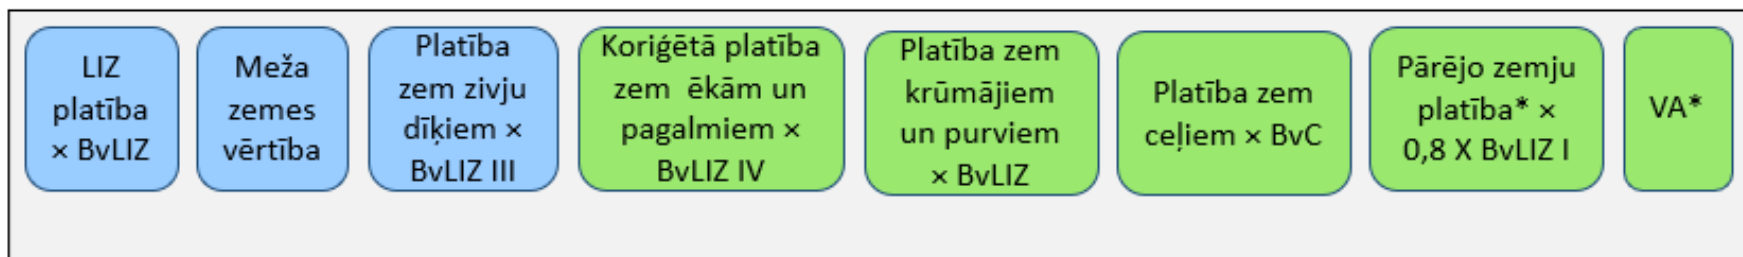 LIZ
platība
× BvLIZ
Meža
zemes
vērtība
Platība
zem zivju
dīķiem ×
BvLIZ III
Koriģētā platība
zem ēkām un
pagalmiem ×
BvLIZ IV
Platība zem
krūmājiem
un purviem
× BvLIZ
Platība zem
ceļiem × BvC
Pārējo zemju
platība* ×
0,8 X BvLIZ I
VA*